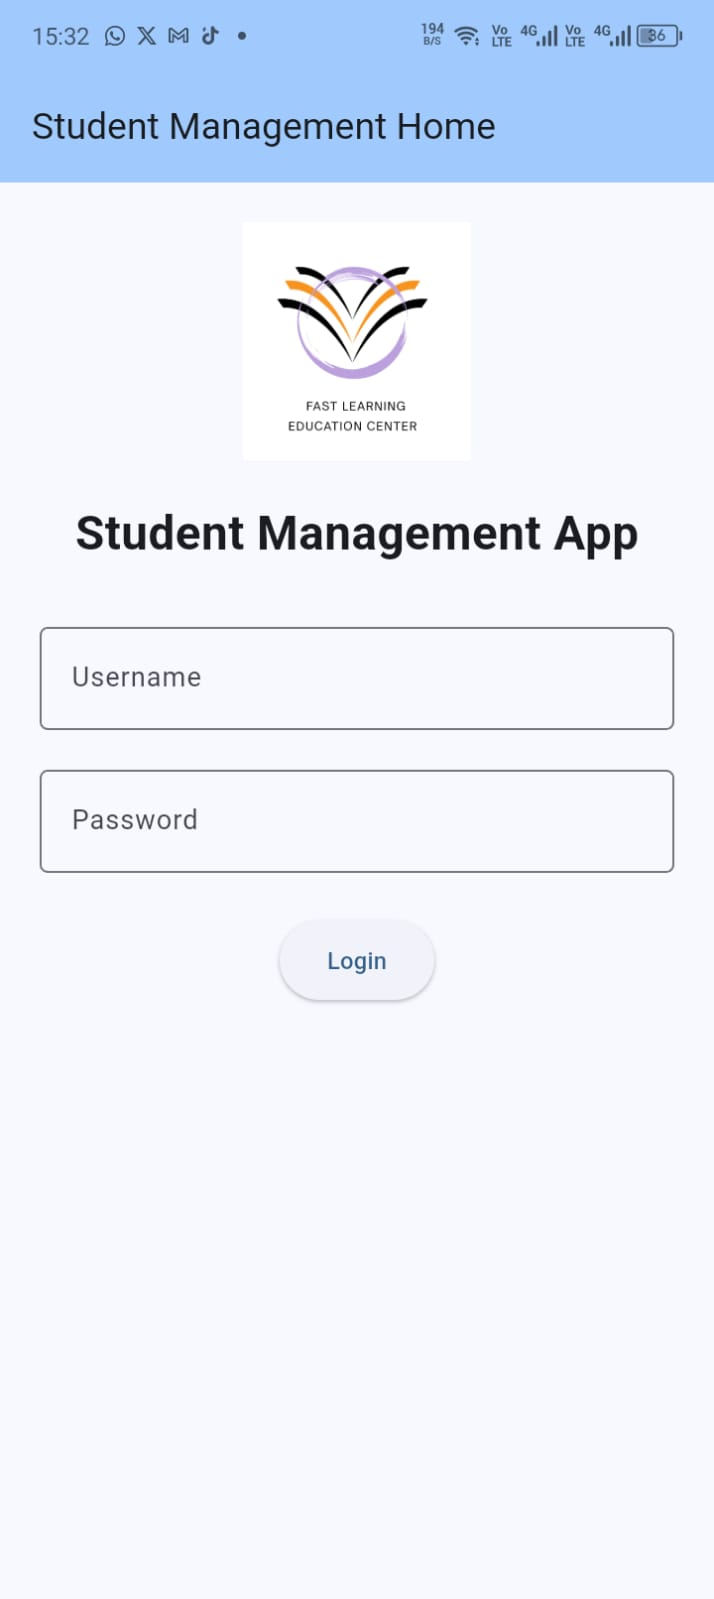 15:32
194
B/S
Vo
LTE
4G
Vo
LTE
4G
36
Student Management Home
FAST LEARNING
EDUCATION CENTER
Student Management App
Username
Password
Login